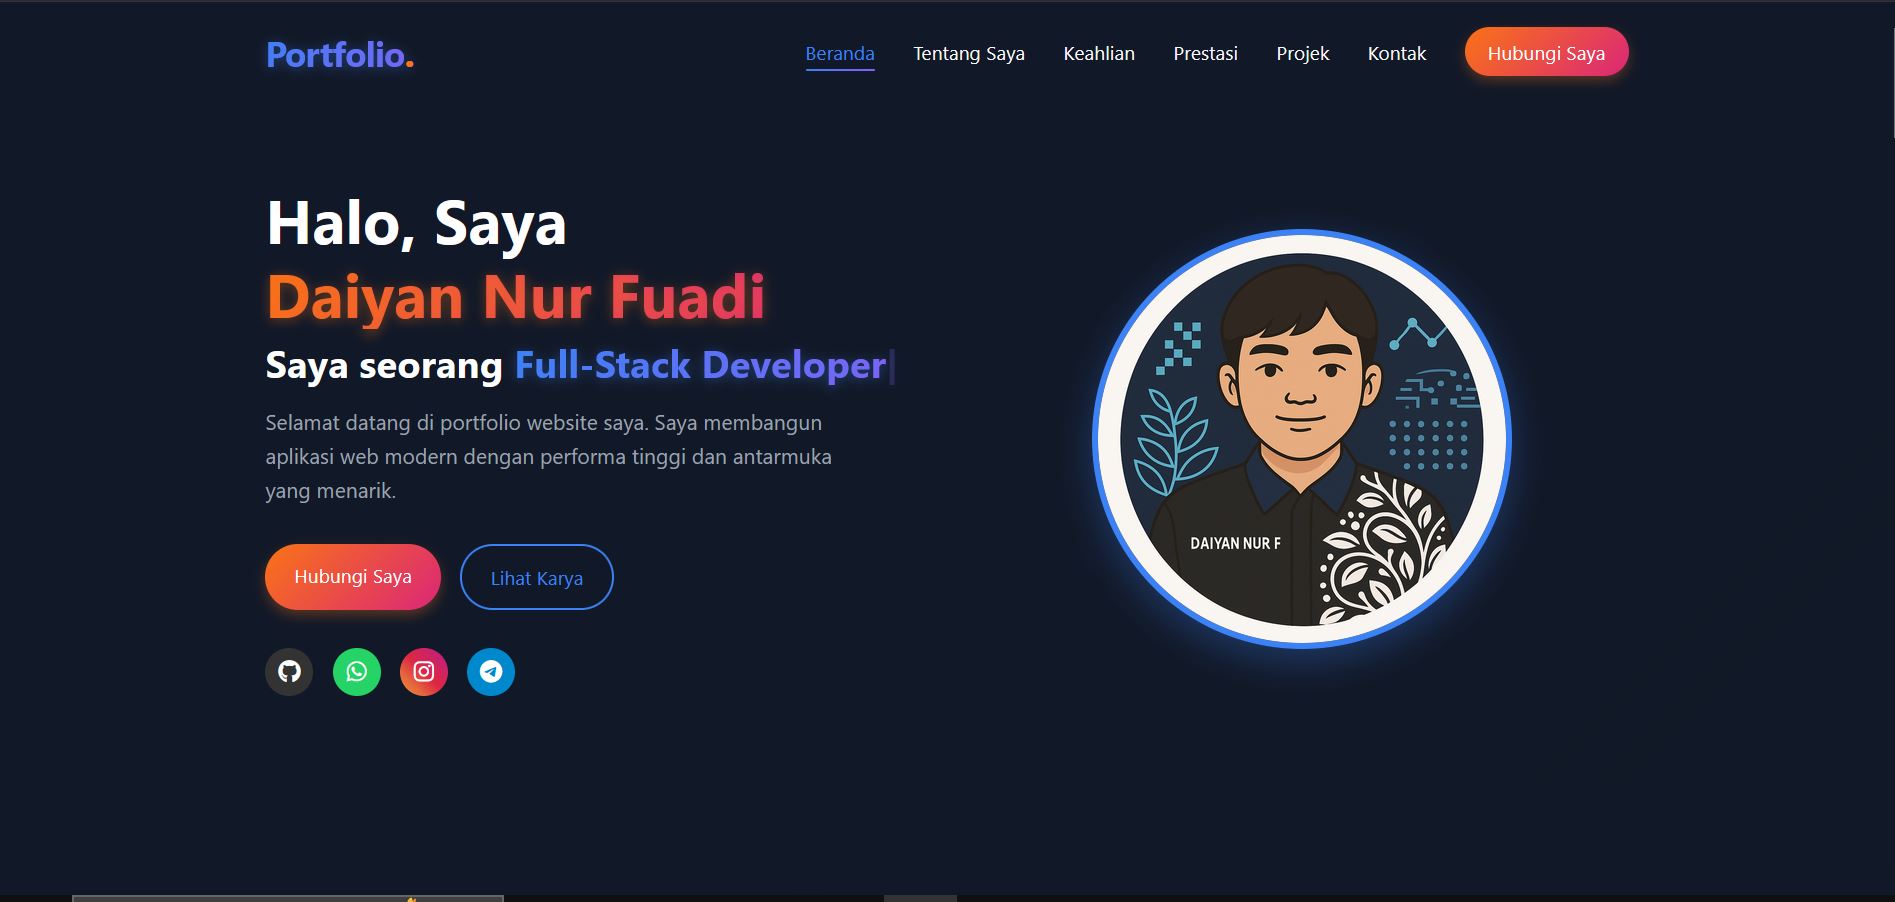 Portfolio.
Beranda Tentang Saya Keahlian Prestasi Projek Kontak Hubungi Saya
Halo, Saya
Daiyan Nur Fuadi
Saya seorang Full-Stack Developer|
Selamat datang di portfolio website saya. Saya membangun
aplikasi web modern dengan performa tinggi dan antarmuka
yang menarik.
Hubungi Saya Lihat Karya
DAIYAN NUR F